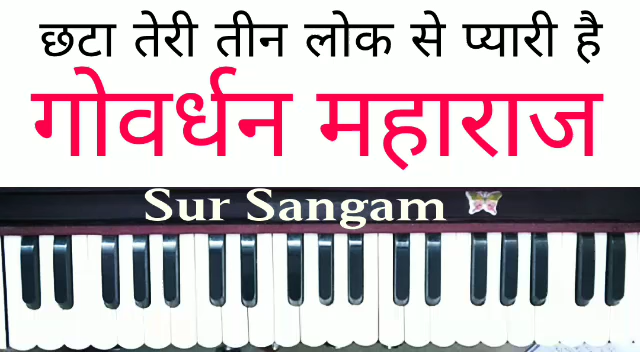 छटा तेरी तीन लोक से प्यारी है
गोवर्धन महाराज
Sur Sangam